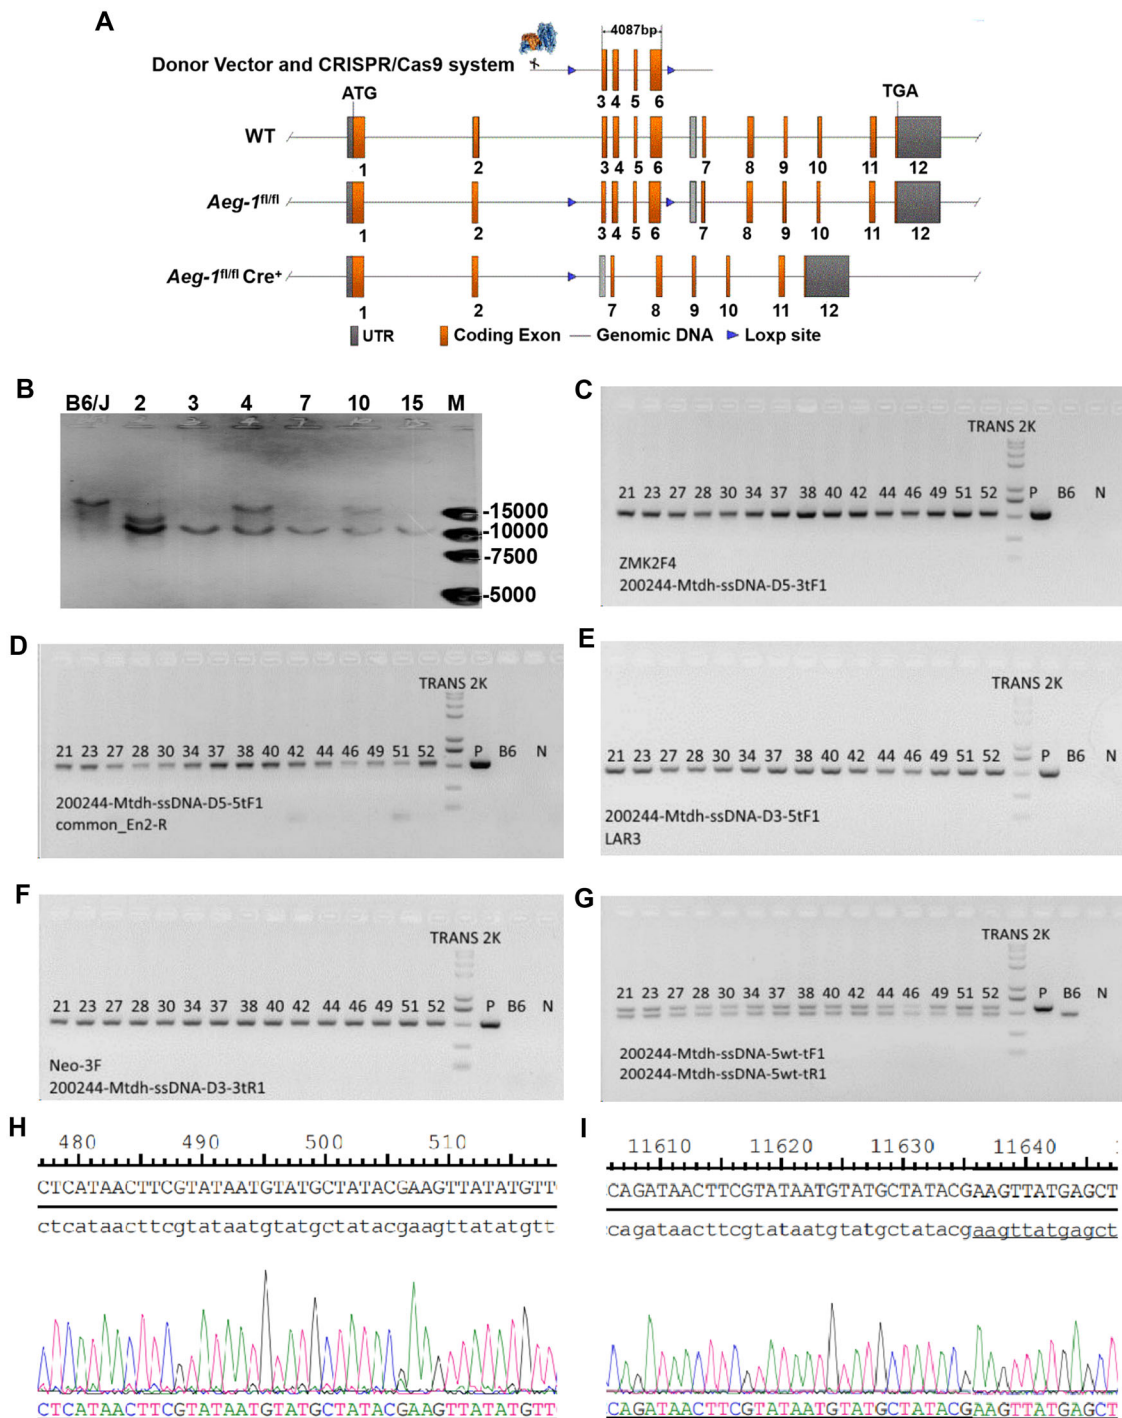 A
4087bp
Donor Vector and CRISPR/Cas9 system
3 4 5 6
ATG
TGA
WT
1 2 3 4 5 6 7 8 9 10 11 12
Aeg-1fl/fl
1 2 3 4 5 6 7 8 9 10 11 12
Aeg-1fl/fl Cre+
1 2 7 8 9 10 11 12
UTR Coding Exon Genomic DNA Loxp site
B
B6/J 2 3 4 7 10 15 M
-15000
-10000
-7500
-5000
C
TRANS 2K
21 23 27 28 30 34 37 38 40 42 44 46 49 51 52 P B6 N
ZMK2F4
200244-Mtdh-ssDNA-D5-3tF1
D
TRANS 2K
21 23 27 28 30 34 37 38 40 42 44 46 49 51 52 P B6 N
200244-Mtdh-ssDNA-D5-5tF1
common_En2-R
E
TRANS 2K
21 23 27 28 30 34 37 38 40 42 44 46 49 51 52 P B6 N
200244-Mtdh-ssDNA-D3-5tF1
LAR3
F
TRANS 2K
21 23 27 28 30 34 37 38 40 42 44 46 49 51 52 P B6 N
Neo-3F
200244-Mtdh-ssDNA-D3-3tR1
G
TRANS 2K
21 23 27 28 30 34 37 38 40 42 44 46 49 51 52 P B6 N
200244-Mtdh-ssDNA-5wt-tF1
200244-Mtdh-ssDNA-5wt-tR1
H
480 490 500 510
CTCATAACTTCGTATAATGTATGCTATACGAAGTTATATGTT
ctcataacttcgtataatgtatgctatacgaagttatatgtt
CTCATAACTTCGTATAATGTATGCTATACGAAGTTATATGTT
I
11610 11620 11630 11640
CAGATAACTTCGTATAATGTATGCTATACGAAGTTATGAGCT
cagataacttcgtataatgtatgctatacgaagttatgagct
CAGATAACTTCGTATAATGTATGCTATACGAAGTTATGAGCT